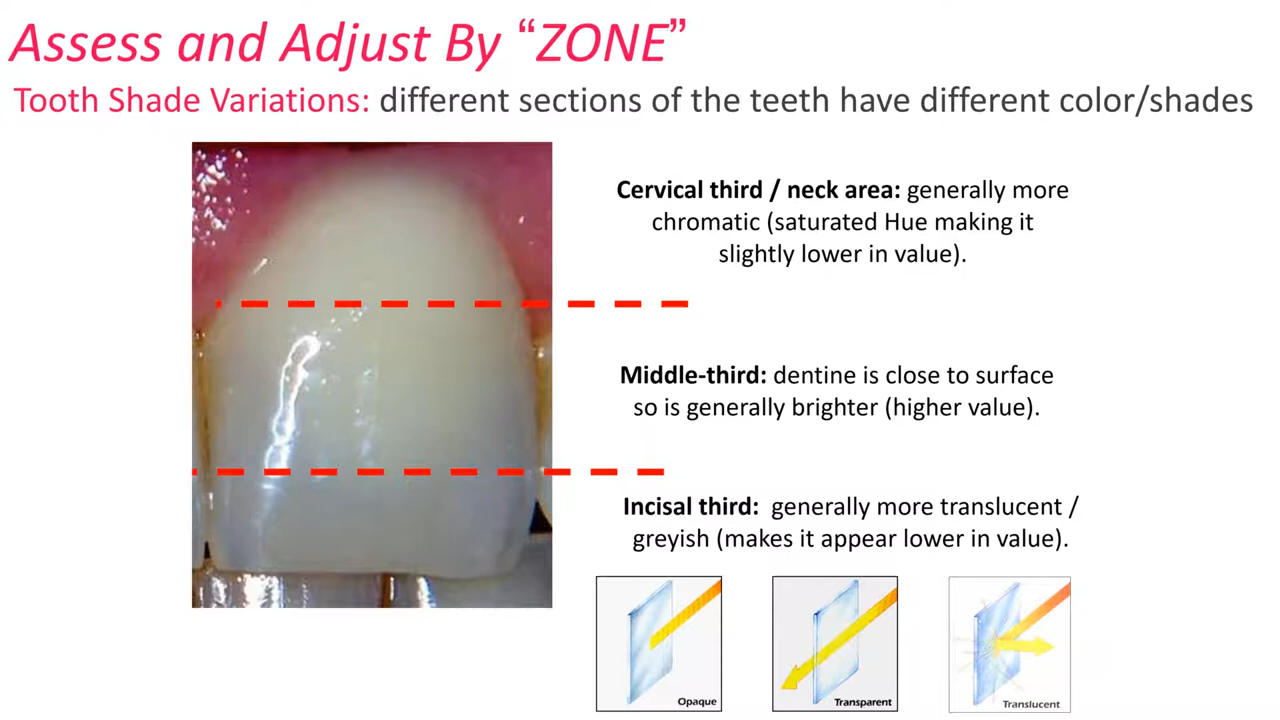 Assess and Adjust By “ZONE”
Tooth Shade Variations: different sections of the teeth have different color/shades
Cervical third / neck area: generally more
chromatic (saturated Hue making it
slightly lower in value).
Middle-third: dentine is close to surface
so is generally brighter (higher value).
Incisal third:  generally more translucent /
greyish (makes it appear lower in value).
Opaque
Transparent
Translucent